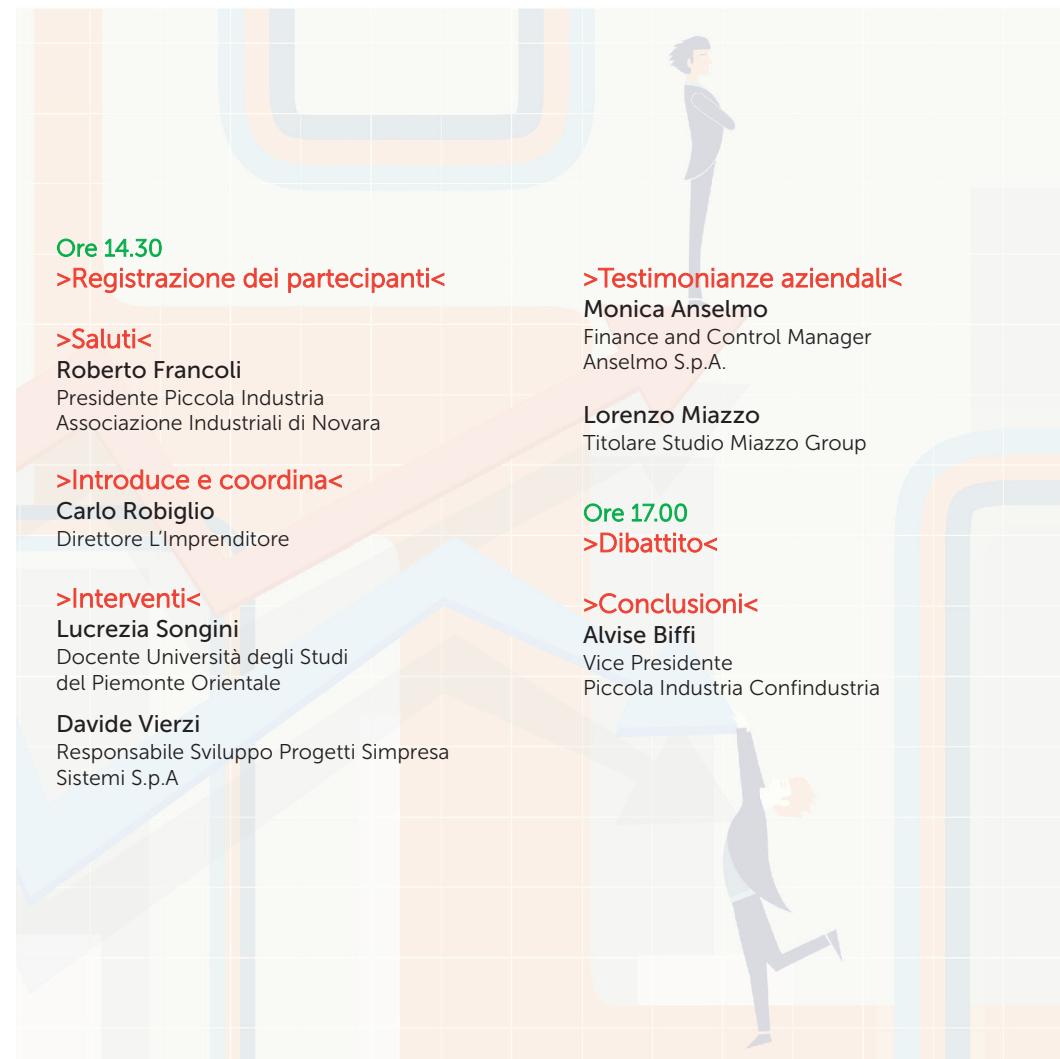 Ore 14.30
>Registrazione dei partecipanti<
>Saluti<
Roberto Francoli
Presidente Piccola Industria
Associazione Industriali di Novara
>Introduce e coordina<
Carlo Robiglio
Direttore L’Imprenditore
>Interventi<
Lucrezia Songini
Docente Università degli Studi
del Piemonte Orientale
Davide Vierzi
Responsabile Sviluppo Progetti Simpresa
Sistemi S.p.A
>Testimonianze aziendali<
Monica Anselmo
Finance and Control Manager
Anselmo S.p.A.
Lorenzo Miazzo
Titolare Studio Miazzo Group
Ore 17.00
>Dibattito<
>Conclusioni<
Alvise Biffi
Vice Presidente
Piccola Industria Confindustria